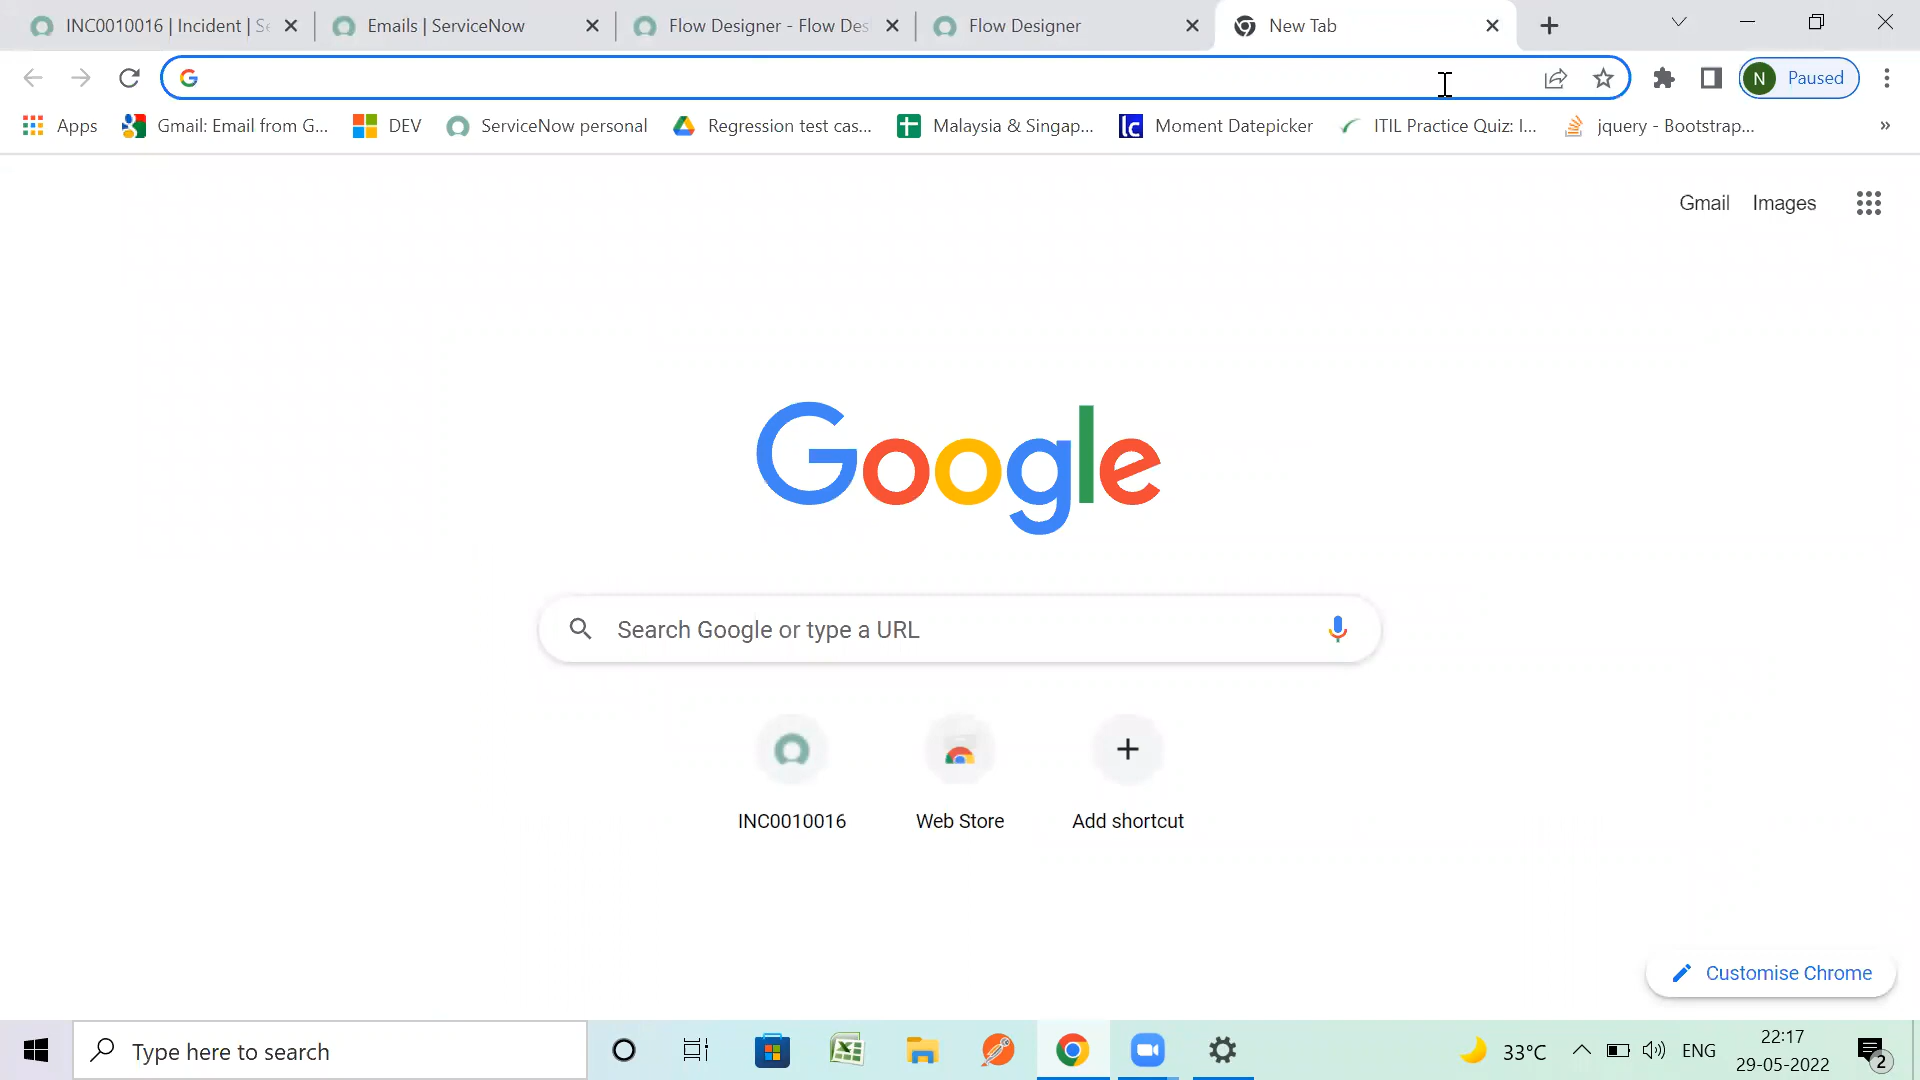 INC0010016 | Incident | Se
Emails | ServiceNow
Flow Designer - Flow Des
Flow Designer
New Tab
N Paused
Apps
Gmail: Email from G...
DEV
ServiceNow personal
Regression test cas...
Malaysia & Singap...
lc Moment Datepicker
ITIL Practice Quiz: I...
jquery - Bootstrap...
»
Gmail Images
Google
Search Google or type a URL
INC0010016
Web Store
Add shortcut
Customise Chrome
Type here to search
33°C
ENG
22:17
29-05-2022
2